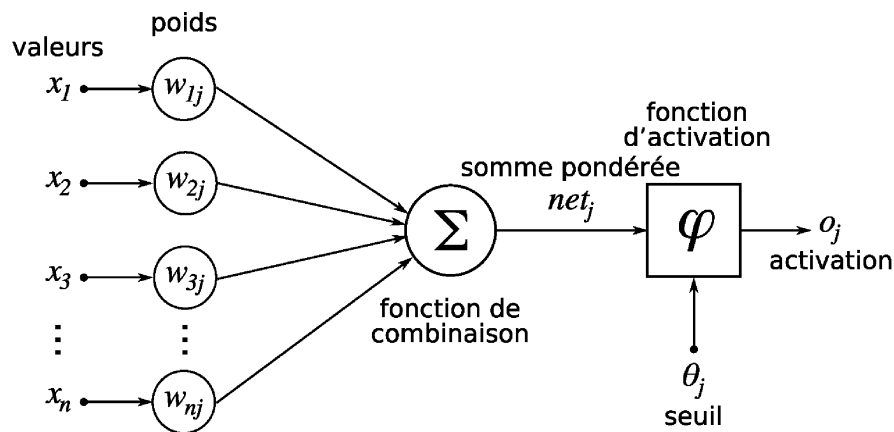 poids
valeurs
x1
w1j
x2
w2j
x3
w3j
⋮
⋮
xn
wnj
Σ
fonction de
combinaison
somme pondérée
netj
fonction
d'activation
φ
oj
activation
θj
seuil